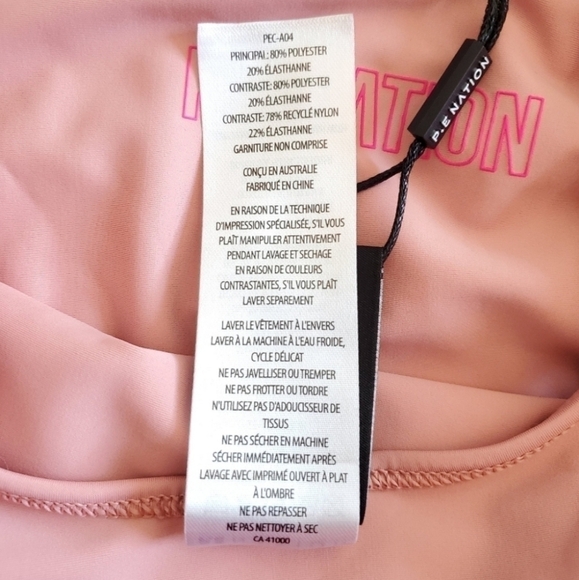 PEC-A04
PRINCIPAL: 80% POLYESTER
20% ÉLASTHANNE
CONTRASTE: 80% POLYESTER
20% ÉLASTHANNE
CONTRASTE: 78% RECYCLÉ NYLON
22% ÉLASTHANNE
GARNITURE NON COMPRISE
CONÇU EN AUSTRALIE
FABRIQUÉ EN CHINE
EN RAISON DE LA TECHNIQUE
D'IMPRESSION SPÉCIALISÉE, S'IL VOUS
PLAÎT MANIPULER ATTENTIVEMENT
PENDANT LAVAGE ET SECHAGE
EN RAISON DE COULEURS
CONTRASTANTES, S'IL VOUS PLAÎT
LAVER SEPAREMENT
LAVER LE VÊTEMENT À L'ENVERS
LAVER À LA MACHINE À L'EAU FROIDE,
CYCLE DÉLICAT
NE PAS JAVELLISER OU TREMPER
NE PAS FROTTER OU TORDRE
N'UTILISEZ PAS D'ADOUCISSEUR DE
TISSUS
NE PAS SÉCHER EN MACHINE
SÉCHER IMMÉDIATEMENT APRÈS
LAVAGE AVEC IMPRIMÉ OUVERT À PLAT
À L'OMBRE
NE PAS REPASSER
NE PAS NETTOYER À SEC
CA 41000
P.E NATION
ATION